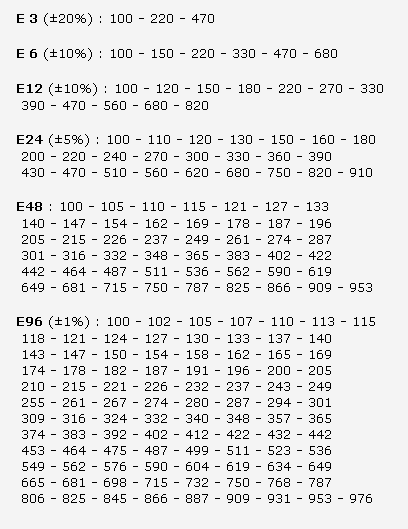 E 3 (±20%) : 100 - 220 - 470
E 6 (±10%) : 100 - 150 - 220 - 330 - 470 - 680
E12 (±10%) : 100 - 120 - 150 - 180 - 220 - 270 - 330
390 - 470 - 560 - 680 - 820
E24 (±5%) : 100 - 110 - 120 - 130 - 150 - 160 - 180
200 - 220 - 240 - 270 - 300 - 330 - 360 - 390
430 - 470 - 510 - 560 - 620 - 680 - 750 - 820 - 910
E48 : 100 - 105 - 110 - 115 - 121 - 127 - 133
140 - 147 - 154 - 162 - 169 - 178 - 187 - 196
205 - 215 - 226 - 237 - 249 - 261 - 274 - 287
301 - 316 - 332 - 348 - 365 - 383 - 402 - 422
442 - 464 - 487 - 511 - 536 - 562 - 590 - 619
649 - 681 - 715 - 750 - 787 - 825 - 866 - 909 - 953
E96 (±1%) : 100 - 102 - 105 - 107 - 110 - 113 - 115
118 - 121 - 124 - 127 - 130 - 133 - 137 - 140
143 - 147 - 150 - 154 - 158 - 162 - 165 - 169
174 - 178 - 182 - 187 - 191 - 196 - 200 - 205
210 - 215 - 221 - 226 - 232 - 237 - 243 - 249
255 - 261 - 267 - 274 - 280 - 287 - 294 - 301
309 - 316 - 324 - 332 - 340 - 348 - 357 - 365
374 - 383 - 392 - 402 - 412 - 422 - 432 - 442
453 - 464 - 475 - 487 - 499 - 511 - 523 - 536
549 - 562 - 576 - 590 - 604 - 619 - 634 - 649
665 - 681 - 698 - 715 - 732 - 750 - 768 - 787
806 - 825 - 845 - 866 - 887 - 909 - 931 - 953 - 976